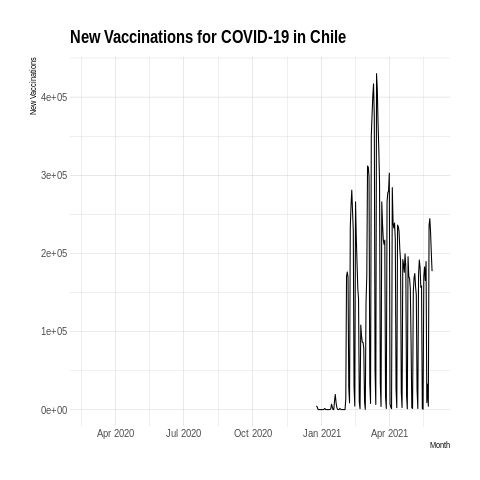 New Vaccinations for COVID-19 in Chile
New Vaccinations
4e+05
3e+05
2e+05
1e+05
0e+00
Apr 2020 Jul 2020 Oct 2020 Jan 2021 Apr 2021
Month